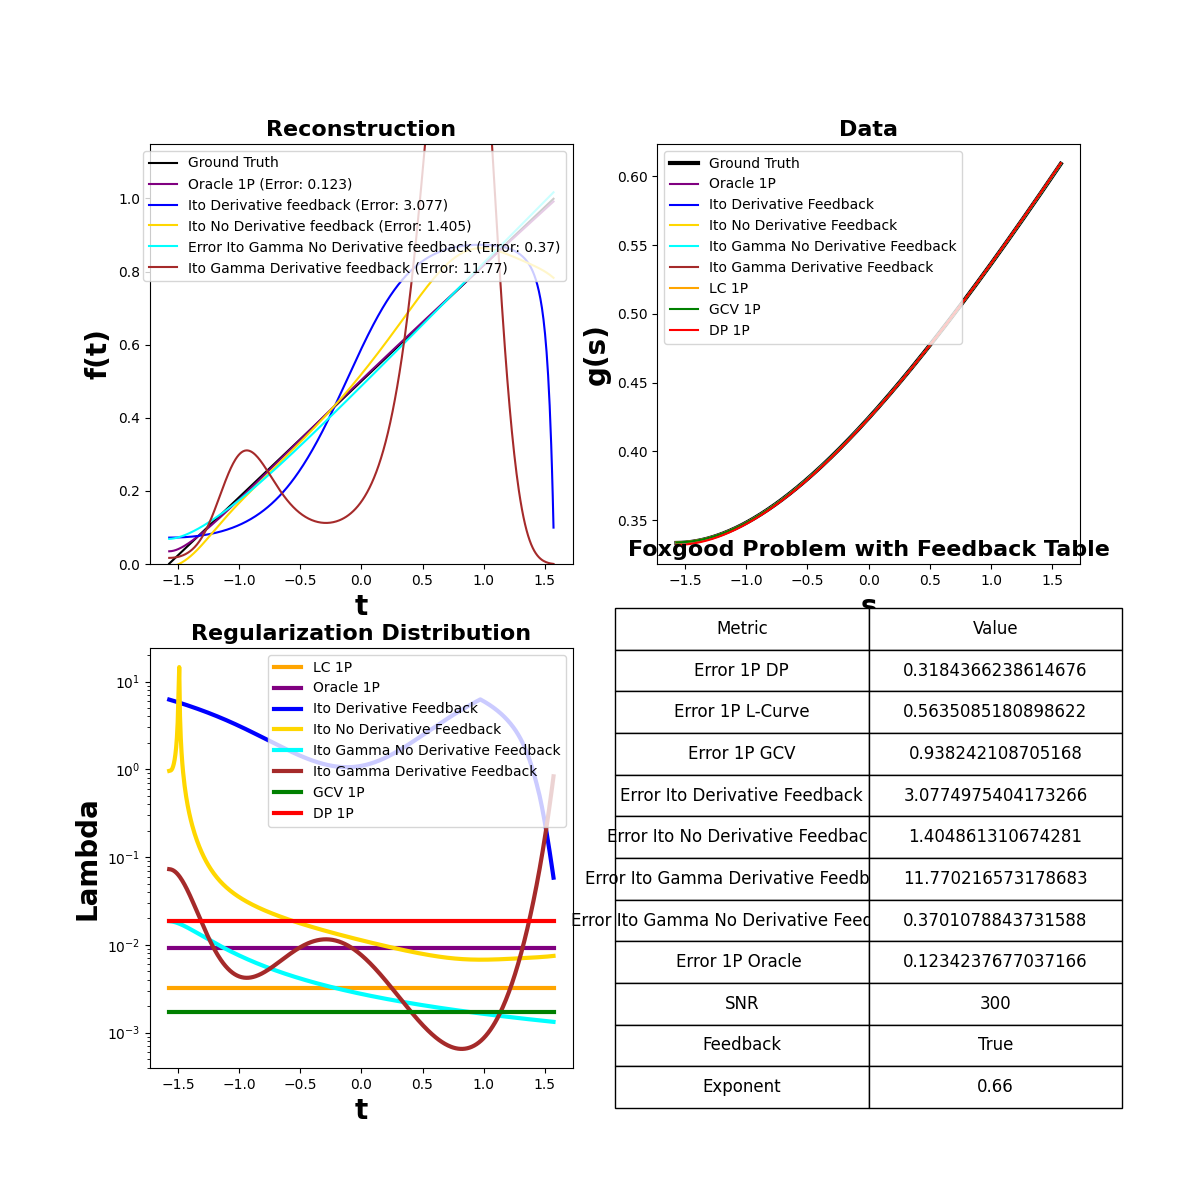 Reconstruction
Ground Truth
Oracle 1P (Error: 0.123)
Ito Derivative feedback (Error: 3.077)
Ito No Derivative feedback (Error: 1.405)
Error Ito Gamma No Derivative feedback (Error: 0.37)
Ito Gamma Derivative feedback (Error: 11.77)
1.0
0.8
0.6
0.4
0.2
0.0
f(t)
−1.5 −1.0 −0.5 0.0 0.5 1.0 1.5
t
Data
Ground Truth
Oracle 1P
Ito Derivative Feedback
Ito No Derivative Feedback
Ito Gamma No Derivative Feedback
Ito Gamma Derivative Feedback
LC 1P
GCV 1P
DP 1P
0.60
0.55
0.50
0.45
0.40
0.35
g(s)
−1.5 −1.0 −0.5 0.0 0.5 1.0 1.5
s
Regularization Distribution
LC 1P
Oracle 1P
Ito Derivative Feedback
Ito No Derivative Feedback
Ito Gamma No Derivative Feedback
Ito Gamma Derivative Feedback
GCV 1P
DP 1P
10¹
10⁰
10⁻¹
10⁻²
10⁻³
Lambda
−1.5 −1.0 −0.5 0.0 0.5 1.0 1.5
t
Foxgood Problem with Feedback Table
Metric Value
Error 1P DP 0.3184366238614676
Error 1P L-Curve 0.5635085180898622
Error 1P GCV 0.938242108705168
Error Ito Derivative Feedback 3.0774975404173266
Error Ito No Derivative Feedbac 1.404861310674281
Error Ito Gamma Derivative Feedb 11.770216573178683
Error Ito Gamma No Derivative Feec 0.3701078843731588
Error 1P Oracle 0.1234237677037166
SNR 300
Feedback True
Exponent 0.66